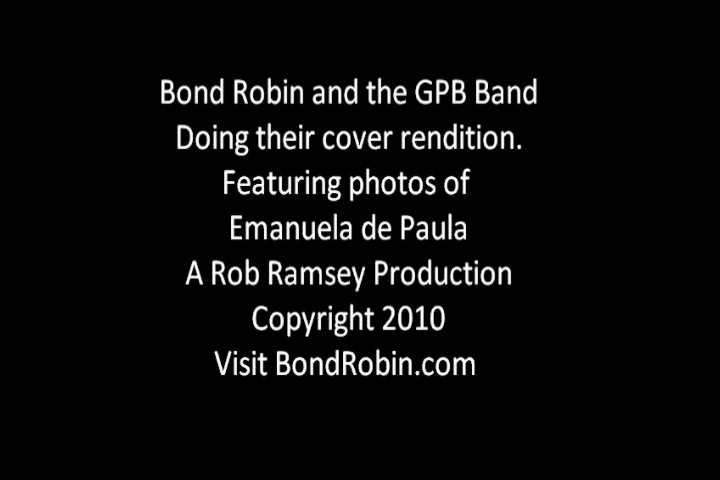 Bond Robin and the GPB Band
Doing their cover rendition.
Featuring photos of
Emanuela de Paula
A Rob Ramsey Production
Copyright 2010
Visit BondRobin.com